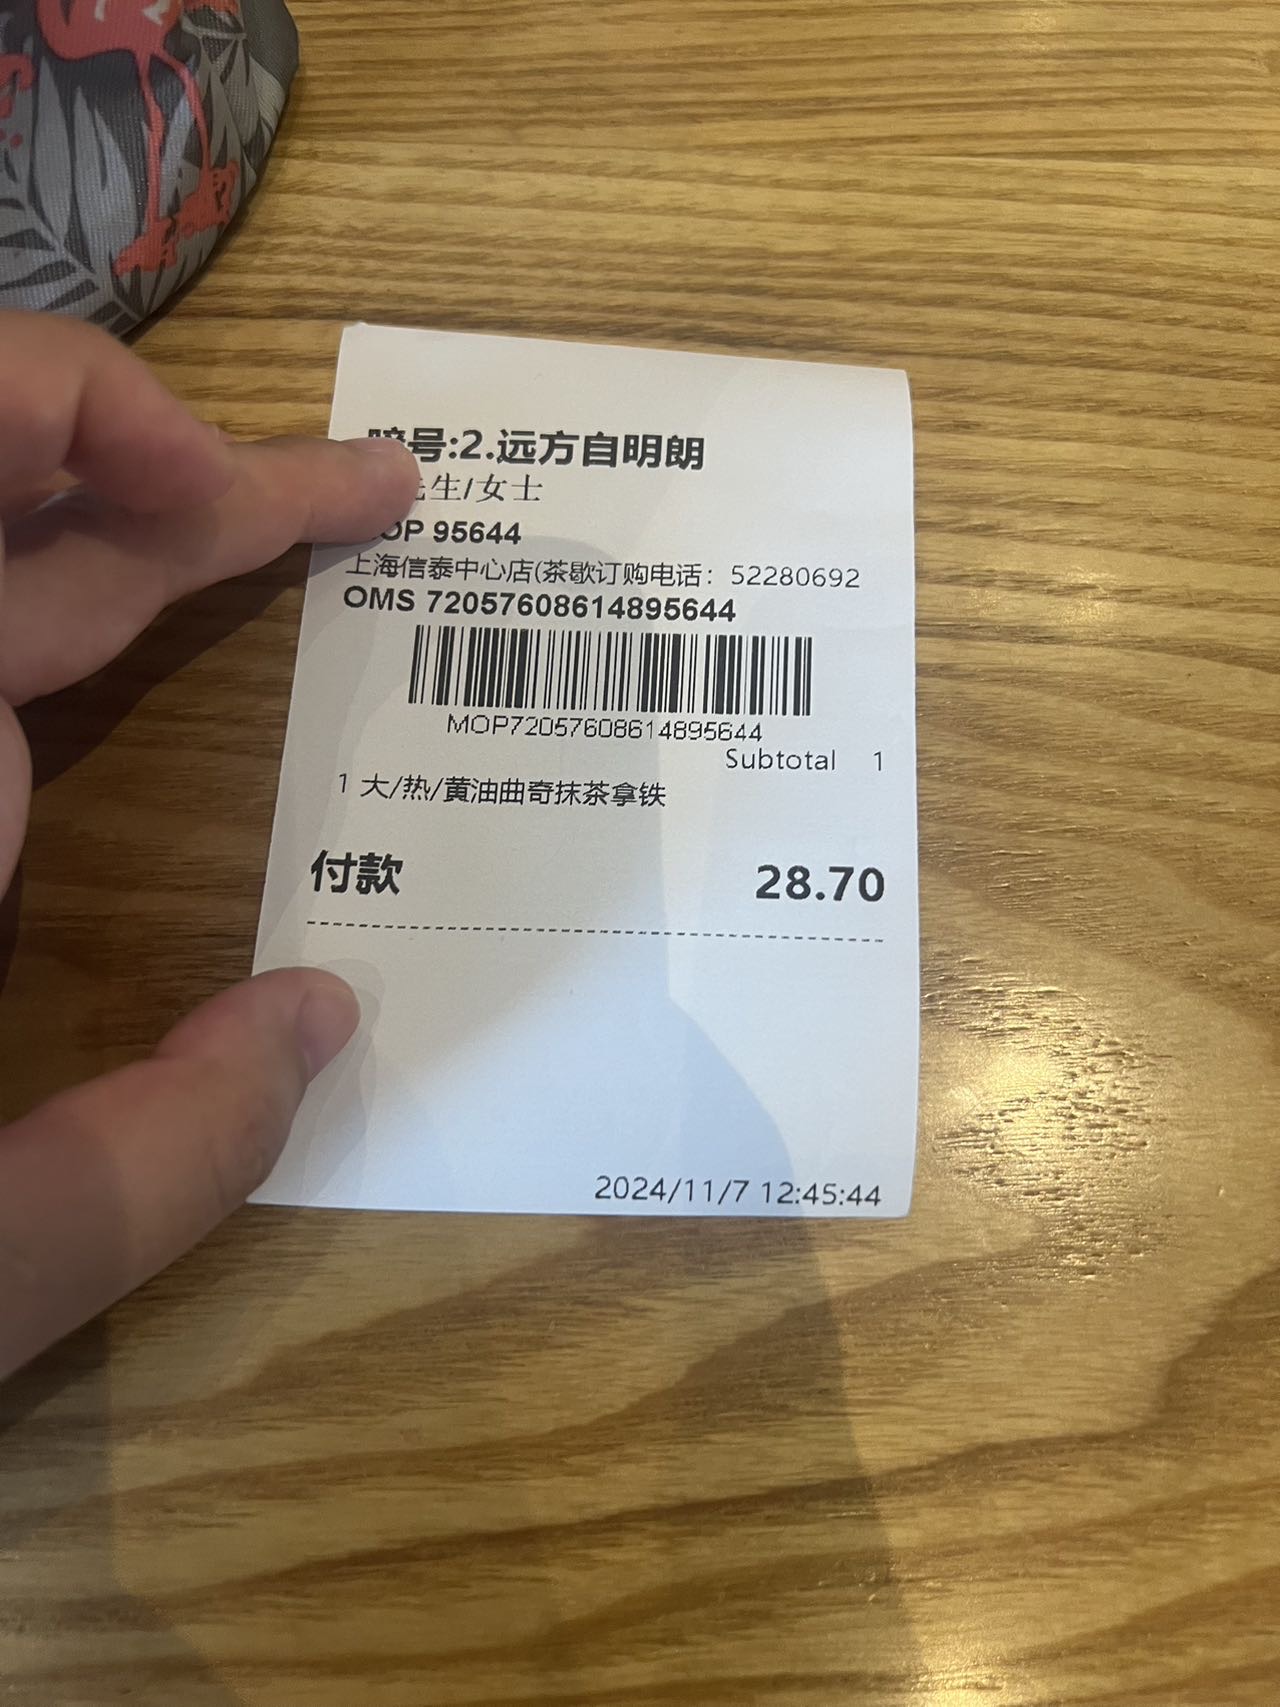 暗号:2.远方自明朗
先生/女士
MOP 95644
上海信泰中心店(茶歇订购电话：52280692
OMS 72057608614895644
MOP72057608614895644
Subtotal 1
1 大/热/黄油曲奇抹茶拿铁
付款 28.70
2024/11/7 12:45:44